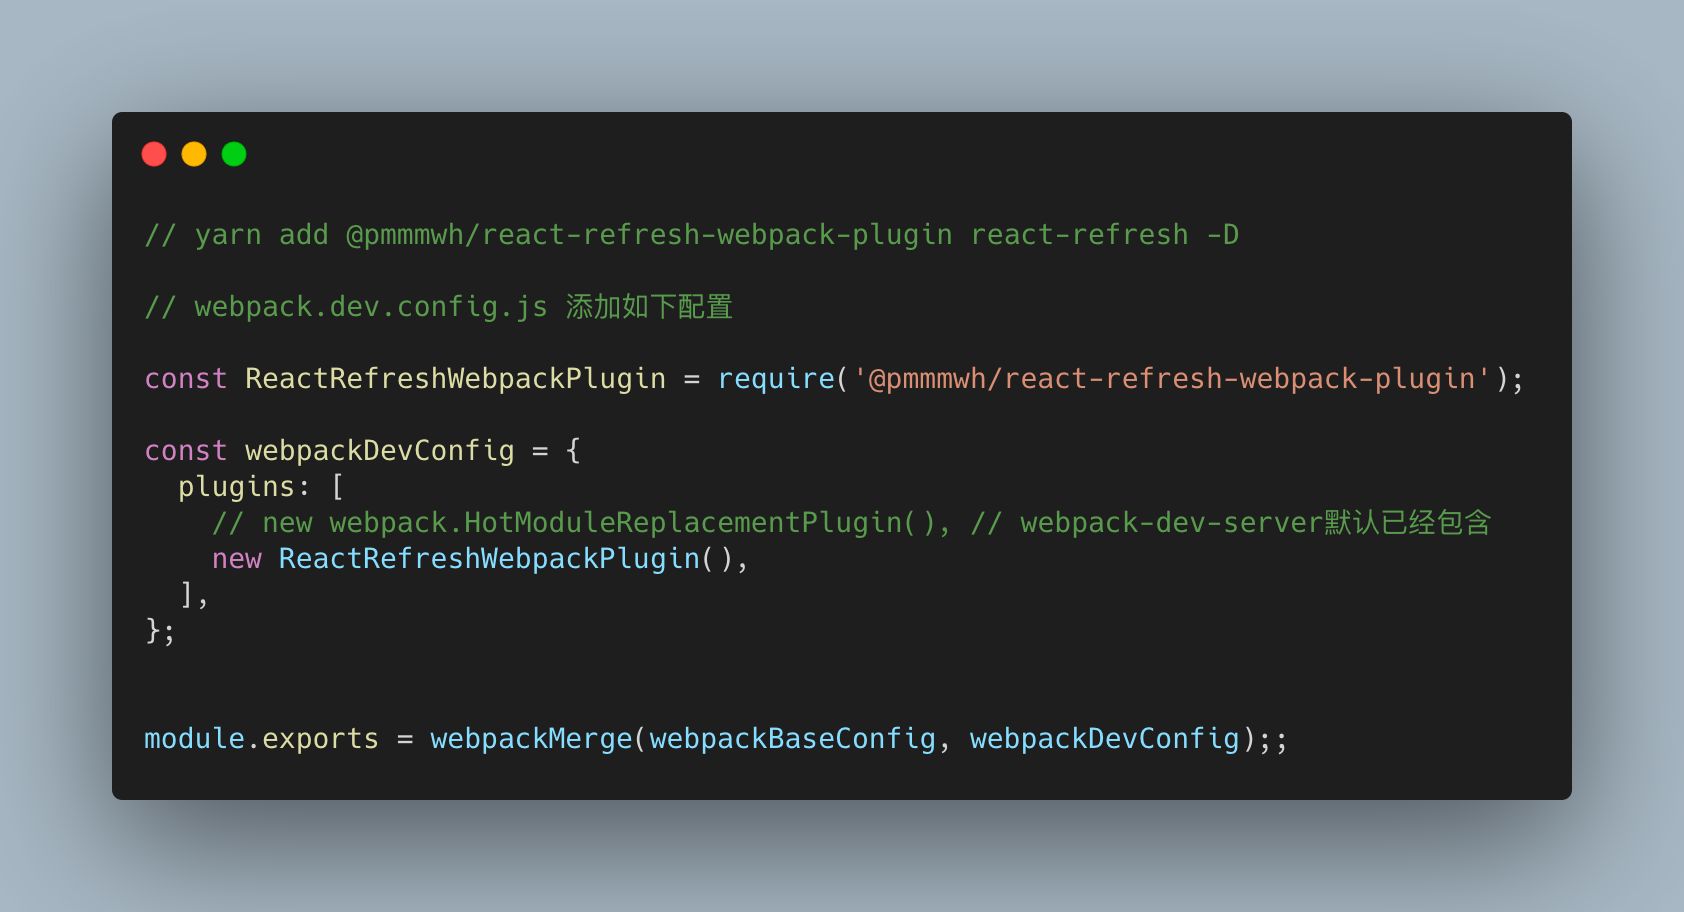 // yarn add @pmmmwh/react-refresh-webpack-plugin react-refresh -D
// webpack.dev.config.js 添加如下配置
const ReactRefreshWebpackPlugin = require('@pmmmwh/react-refresh-webpack-plugin');
const webpackDevConfig = {
  plugins: [
    // new webpack.HotModuleReplacementPlugin(), // webpack-dev-server默认已经包含
    new ReactRefreshWebpackPlugin(),
  ],
};
module.exports = webpackMerge(webpackBaseConfig, webpackDevConfig);;